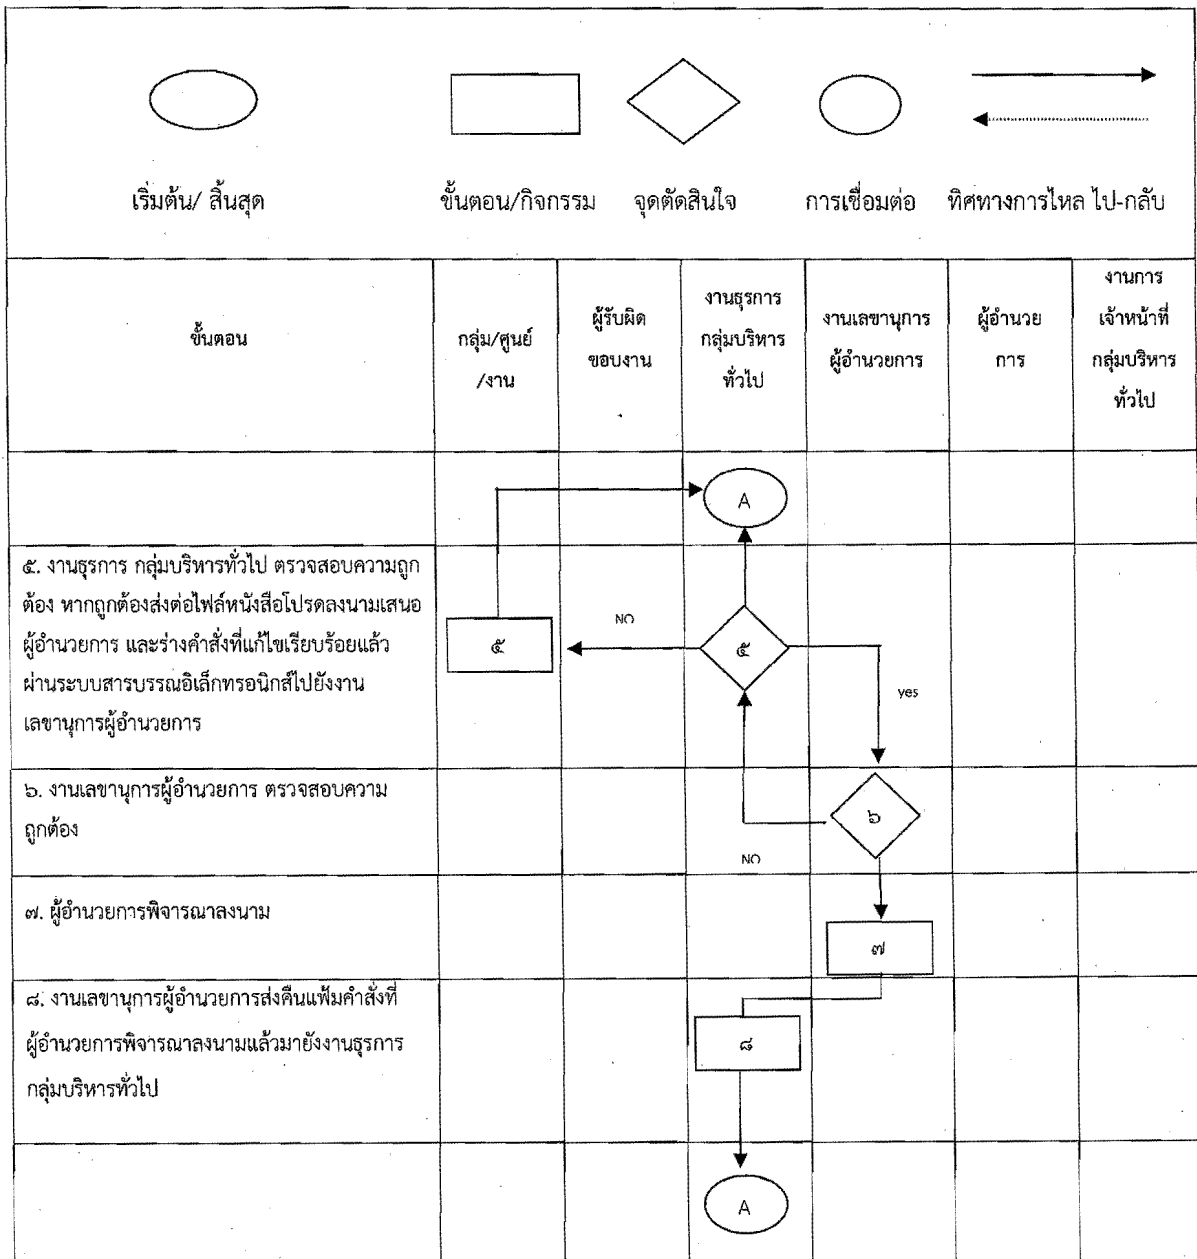 เริ่มต้น/ สิ้นสุด
ขั้นตอน/กิจกรรม
จุดตัดสินใจ
การเชื่อมต่อ
ทิศทางการไหล ไป-กลับ
ขั้นตอน
กลุ่ม/ศูนย์
/งาน
ผู้รับผิด
ชอบงาน
งานธุรการ
กลุ่มบริหาร
ทั่วไป
งานเลขานุการ
ผู้อำนวยการ
ผู้อำนวย
การ
งานการ
เจ้าหน้าที่
กลุ่มบริหาร
ทั่วไป
A
๕. งานธุรการ กลุ่มบริหารทั่วไป ตรวจสอบความถูก
ต้อง หากถูกต้องส่งต่อไฟล์หนังสือโปรดลงนามเสนอ
ผู้อำนวยการ และร่างคำสั่งที่แก้ไขเรียบร้อยแล้ว
ผ่านระบบสารบรรณอิเล็กทรอนิกส์ไปยังงาน
เลขานุการผู้อำนวยการ
๕
NO
๕
yes
๖. งานเลขานุการผู้อำนวยการ ตรวจสอบความ
ถูกต้อง
๖
NO
๗. ผู้อำนวยการพิจารณาลงนาม
๗
๘. งานเลขานุการผู้อำนวยการส่งคืนแฟ้มคำสั่งที่
ผู้อำนวยการพิจารณาลงนามแล้วมายังงานธุรการ
กลุ่มบริหารทั่วไป
๘
A